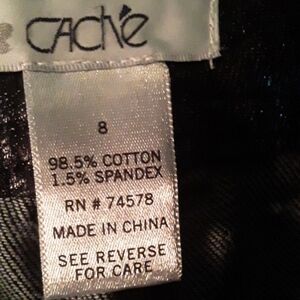 CACHÉ
8
98.5% COTTON
1.5% SPANDEX
RN # 74578
MADE IN CHINA
SEE REVERSE
FOR CARE